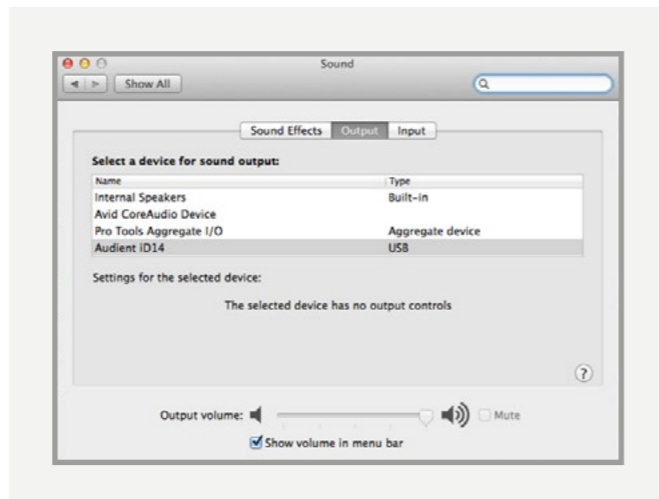 Sound
Show All
Sound Effects Output Input
Select a device for sound output:
Name Type
Internal Speakers Built-in
Avid CoreAudio Device
Pro Tools Aggregate I/O Aggregate device
Audient iD14 USB
Settings for the selected device:
The selected device has no output controls
?
Output volume: Mute
Show volume in menu bar